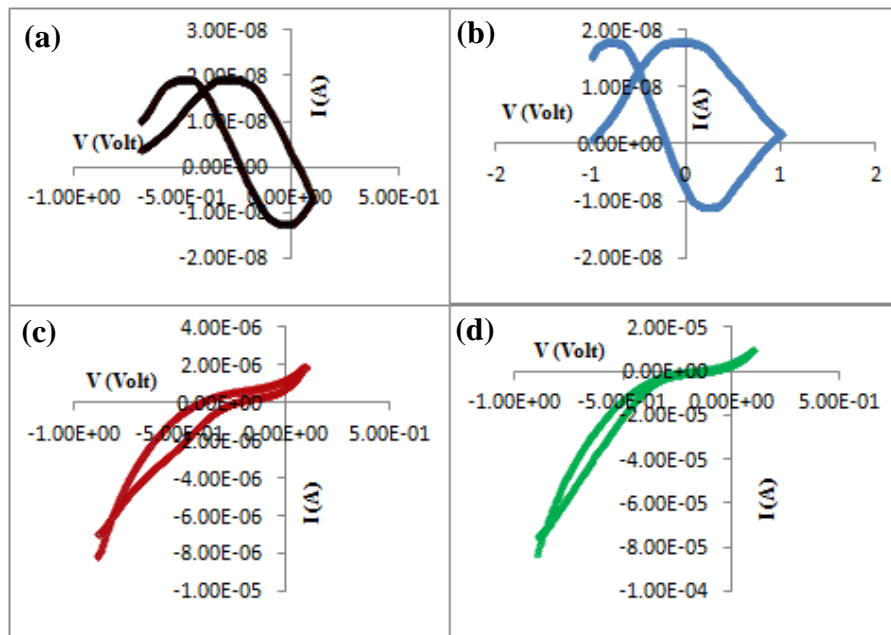 (a)
3.00E-08
2.00E-08
1.00E-08
0.00E+00
-1.00E-08
-2.00E-08
-1.00E+00 -5.00E-01 0.00E+00 5.00E-01
V (Volt)
I(A)
(b)
2.00E-08
1.00E-08
0.00E+00
-1.00E-08
-2.00E-08
-2 -1 0 1 2
V (Volt)
I(A)
(c)
4.00E-06
2.00E-06
0.00E+00
-2.00E-06
-4.00E-06
-6.00E-06
-8.00E-06
-1.00E-05
-1.00E+00 -5.00E-01 0.00E+00 5.00E-01
V (Volt)
I(A)
(d)
2.00E-05
0.00E+00
-2.00E-05
-4.00E-05
-6.00E-05
-8.00E-05
-1.00E-04
-1.00E+00 -5.00E-01 0.00E+00 5.00E-01
V (Volt)
I(A)